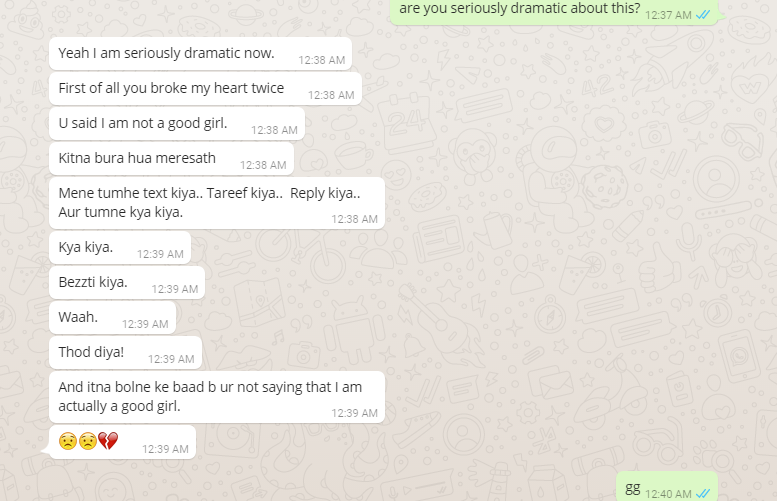 are you seriously dramatic about this? 12:37 AM
Yeah I am seriously dramatic now. 12:38 AM
First of all you broke my heart twice 12:38 AM
U said I am not a good girl. 12:38 AM
Kitna bura hua meresath 12:38 AM
Mene tumhe text kiya.. Tareef kiya.. Reply kiya..
Aur tumne kya kiya. 12:38 AM
Kya kiya. 12:39 AM
Bezzti kiya. 12:39 AM
Waah. 12:39 AM
Thod diya! 12:39 AM
And itna bolne ke baad b ur not saying that I am
actually a good girl. 12:39 AM
😟😟💔 12:39 AM
gg 12:40 AM